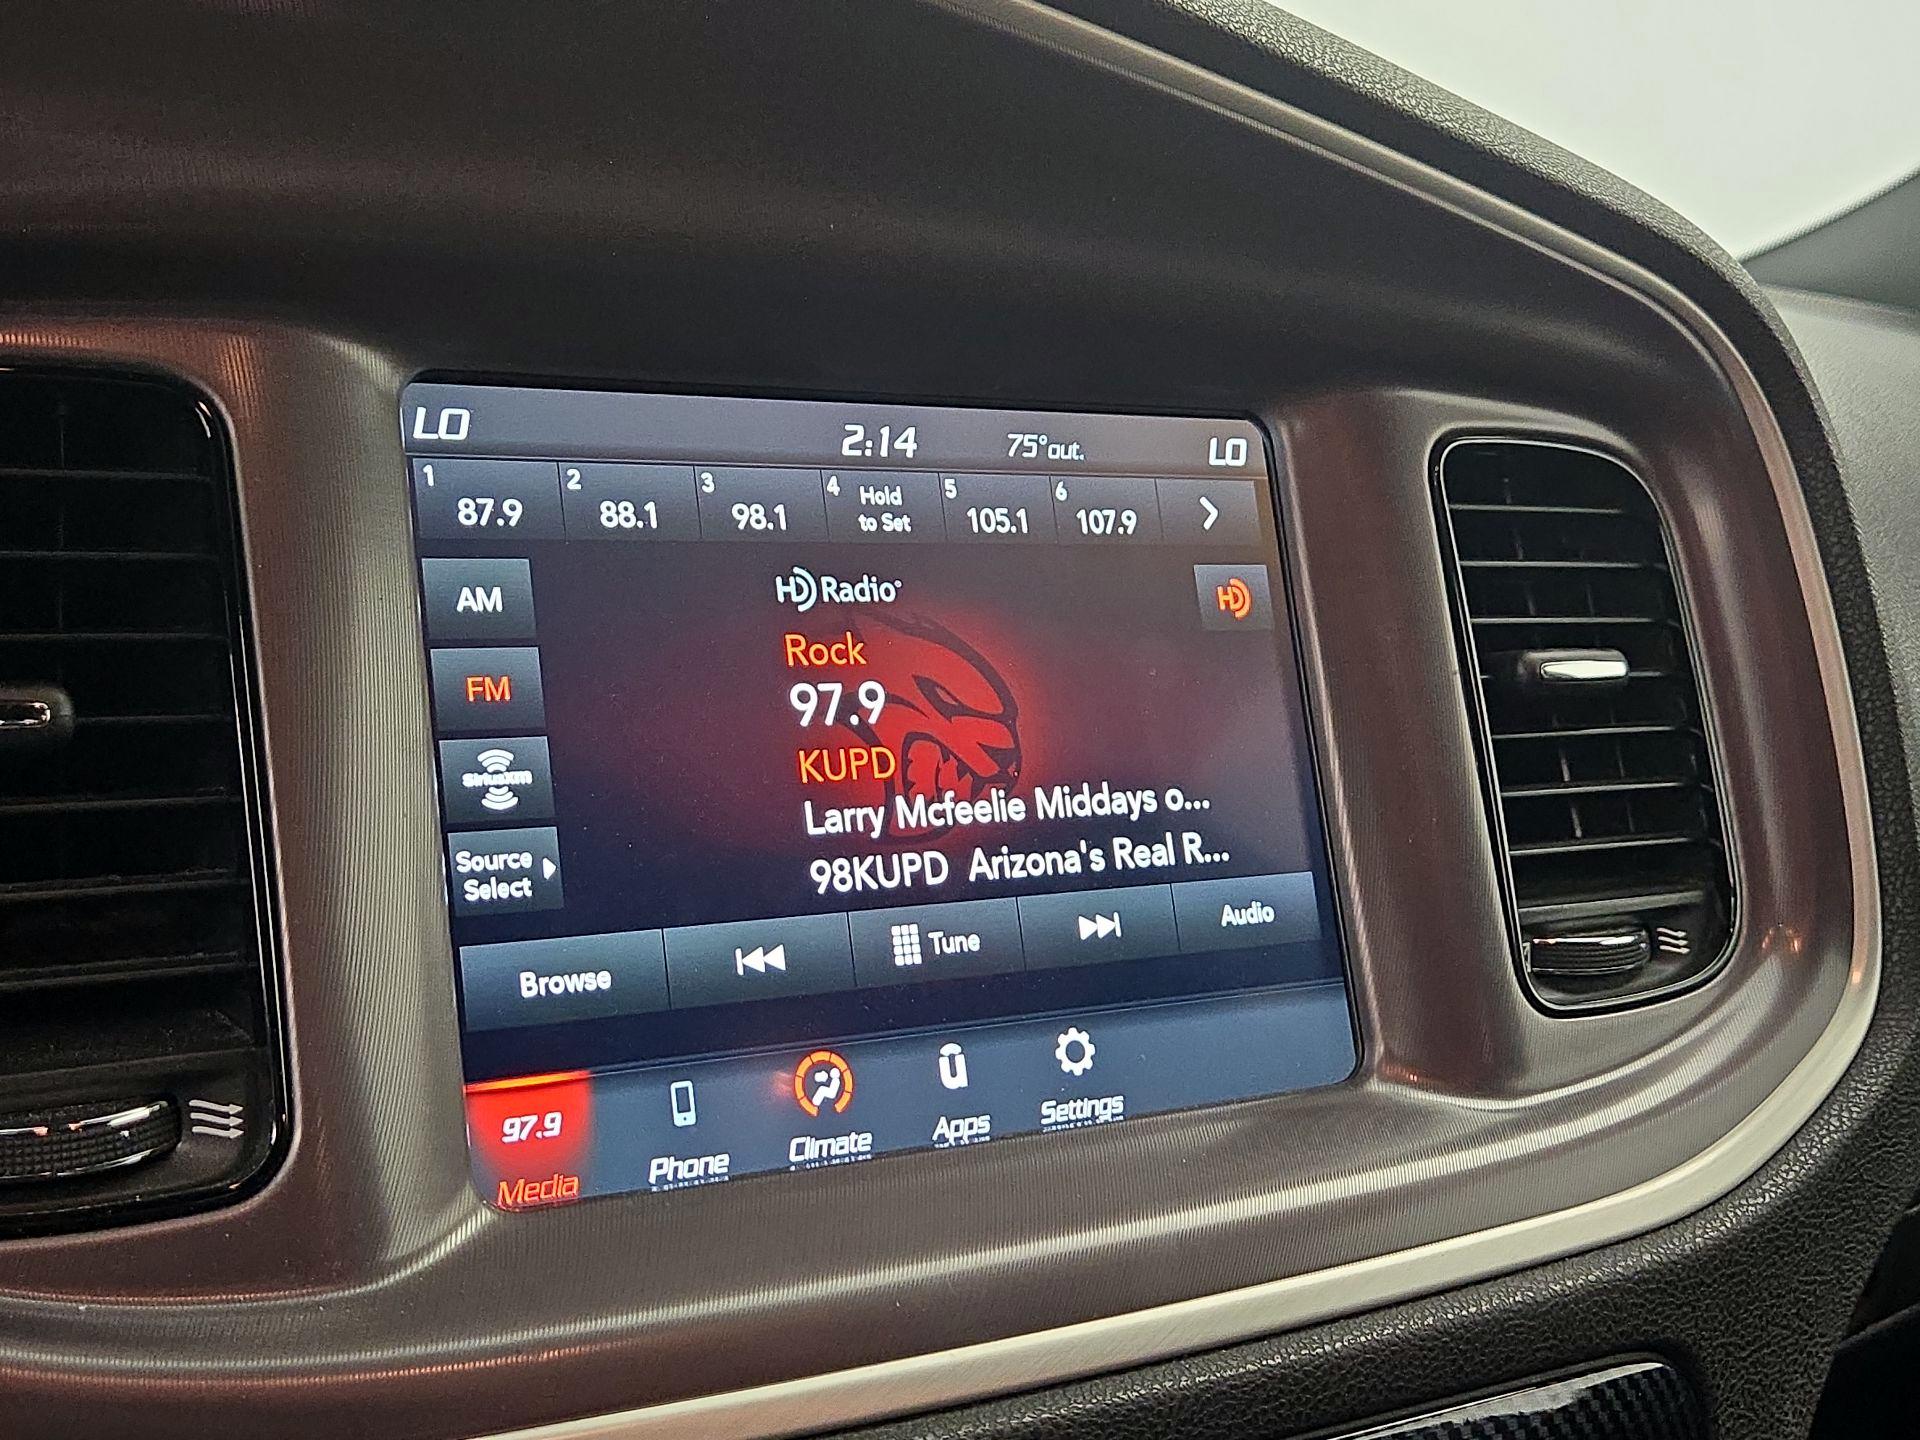 LO 2:14 75°out. LO
1 87.9 2 88.1 3 98.1 4 Hold to Set 5 105.1 6 107.9
HD Radio
HD
AM
Rock
FM
97.9
KUPD
SiriusXM
Larry Mcfeelie Middays o...
Source
Select
98KUPD Arizona's Real R...
Browse Tune Audio
97.9
Media Phone Climate Apps Settings